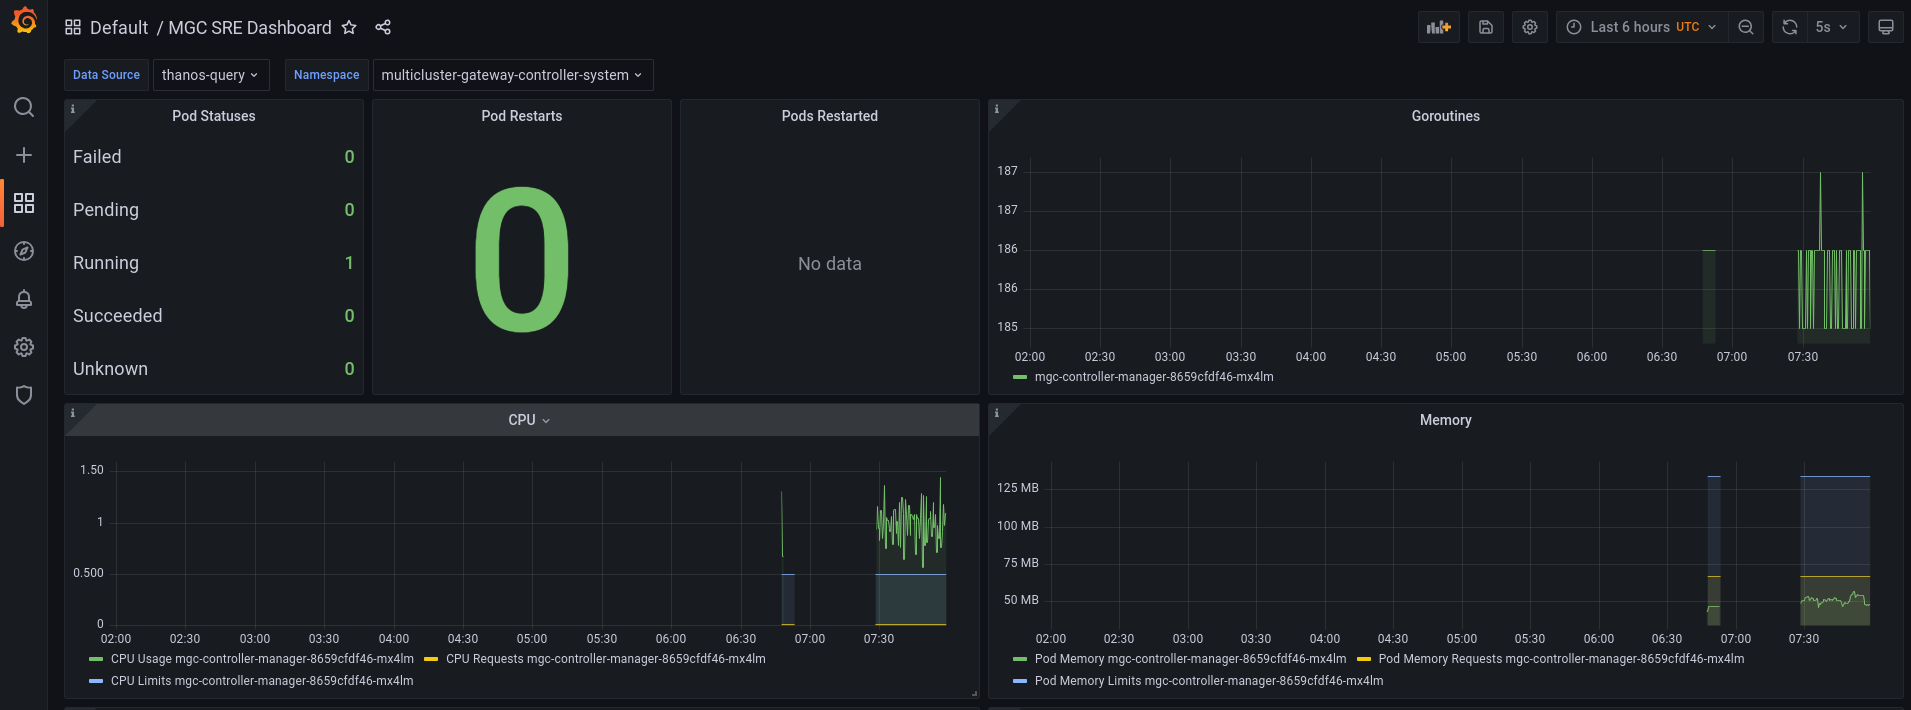 Default / MGC SRE Dashboard
Last 6 hours UTC
5s
Data Source thanos-query
Namespace multicluster-gateway-controller-system
Pod Statuses
Failed 0
Pending 0
Running 1
Succeeded 0
Unknown 0
Pod Restarts
0
Pods Restarted
No data
Goroutines
187
187
186
186
185
02:00 02:30 03:00 03:30 04:00 04:30 05:00 05:30 06:00 06:30 07:00 07:30
mgc-controller-manager-8659cfdf46-mx4lm
CPU
1.50
1
0.500
0
02:00 02:30 03:00 03:30 04:00 04:30 05:00 05:30 06:00 06:30 07:00 07:30
CPU Usage mgc-controller-manager-8659cfdf46-mx4lm CPU Requests mgc-controller-manager-8659cfdf46-mx4lm
CPU Limits mgc-controller-manager-8659cfdf46-mx4lm
Memory
125 MB
100 MB
75 MB
50 MB
02:00 02:30 03:00 03:30 04:00 04:30 05:00 05:30 06:00 06:30 07:00 07:30
Pod Memory mgc-controller-manager-8659cfdf46-mx4lm Pod Memory Requests mgc-controller-manager-8659cfdf46-mx4lm
Pod Memory Limits mgc-controller-manager-8659cfdf46-mx4lm